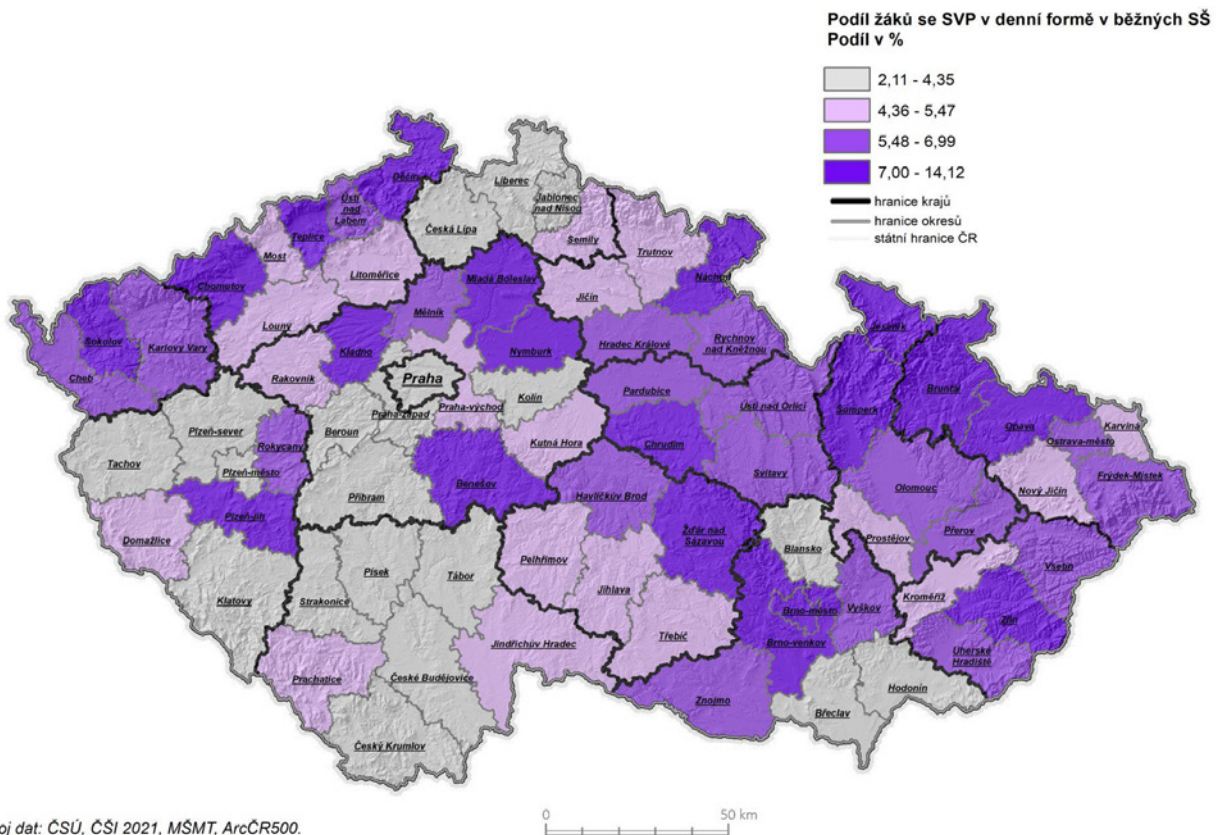 Podíl žáků se SVP v denní formě v běžných SŠ
Podíl v %
2,11 - 4,35
4,36 - 5,47
5,48 - 6,99
7,00 - 14,12
hranice krajů
hranice okresů
státní hranice ČR
Děčín
Ústí
nad
Labem
Teplice
Liberec
Jablonec
nad Nisou
Česká Lípa
Semily
Trutnov
Most
Litoměřice
Chomutov
Mladá Boleslav
Náchod
Jičín
Louny
Mělník
Jeseník
Sokolov
Karlovy Vary
Kladno
Nymburk
Hradec Králové
Rychnov
nad Kněžnou
Cheb
Rakovník
Praha
Bruntál
Šumperk
Pardubice
Kolín
Praha-východ
Praha-západ
Ústí nad Orlicí
Opava
Karviná
Ostrava-město
Plzeň-sever
Beroun
Rokycany
Kutná Hora
Chrudim
Tachov
Plzeň-město
Svitavy
Frýdek-Místek
Nový Jičín
Benešov
Havlíčkův Brod
Olomouc
Příbram
Plzeň-jih
Domažlice
Žďár nad
Sázavou
Přerov
Prostějov
Blansko
Pelhřimov
Vsetín
Písek
Tábor
Jihlava
Klatovy
Strakonice
Kroměříž
Brno-město
Vyškov
Zlín
Třebíč
Jindřichův Hradec
Brno-venkov
Uherské
Hradiště
Prachatice
České Budějovice
Hodonín
Znojmo
Břeclav
Český Krumlov
oj dat: ČSÚ, ČŠI 2021, MŠMT, ArcČR500.
0 50 km